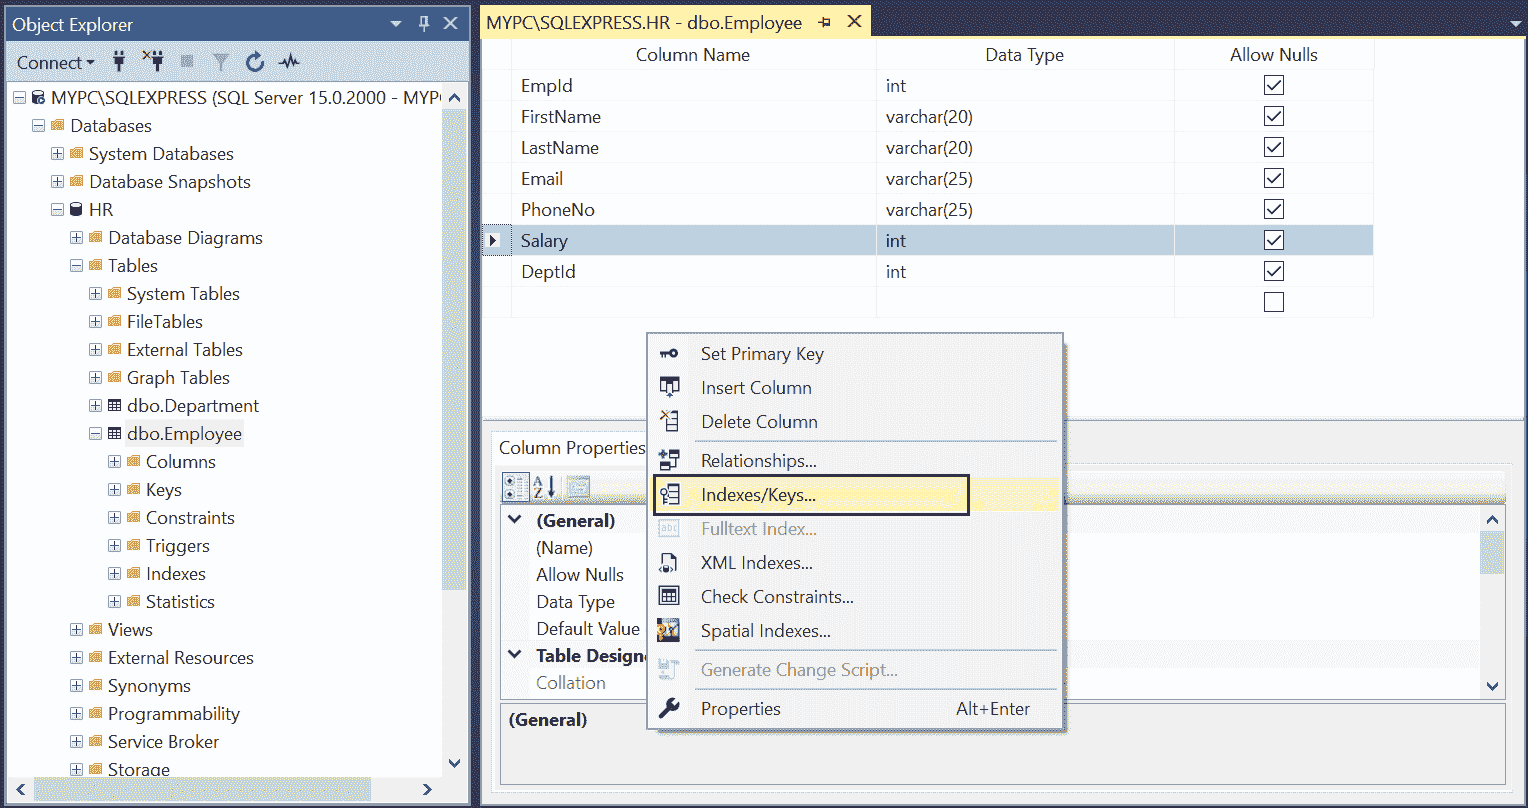 Object Explorer
Connect
MYPC\SQLEXPRESS (SQL Server 15.0.2000 - MYP
Databases
System Databases
Database Snapshots
HR
Database Diagrams
Tables
System Tables
FileTables
External Tables
Graph Tables
dbo.Department
dbo.Employee
Columns
Keys
Constraints
Triggers
Indexes
Statistics
Views
External Resources
Synonyms
Programmability
Service Broker
Storage
MYPC\SQLEXPRESS.HR - dbo.Employee
Column Name Data Type Allow Nulls
EmpId int
FirstName varchar(20)
LastName varchar(20)
Email varchar(25)
PhoneNo varchar(25)
Salary int
DeptId int
Set Primary Key
Insert Column
Delete Column
Relationships...
Indexes/Keys...
Fulltext Index...
XML Indexes...
Check Constraints...
Spatial Indexes...
Generate Change Script...
Properties Alt+Enter
Column Properties
(General)
(Name)
Allow Nulls
Data Type
Default Value
Table Designe
Collation
(General)